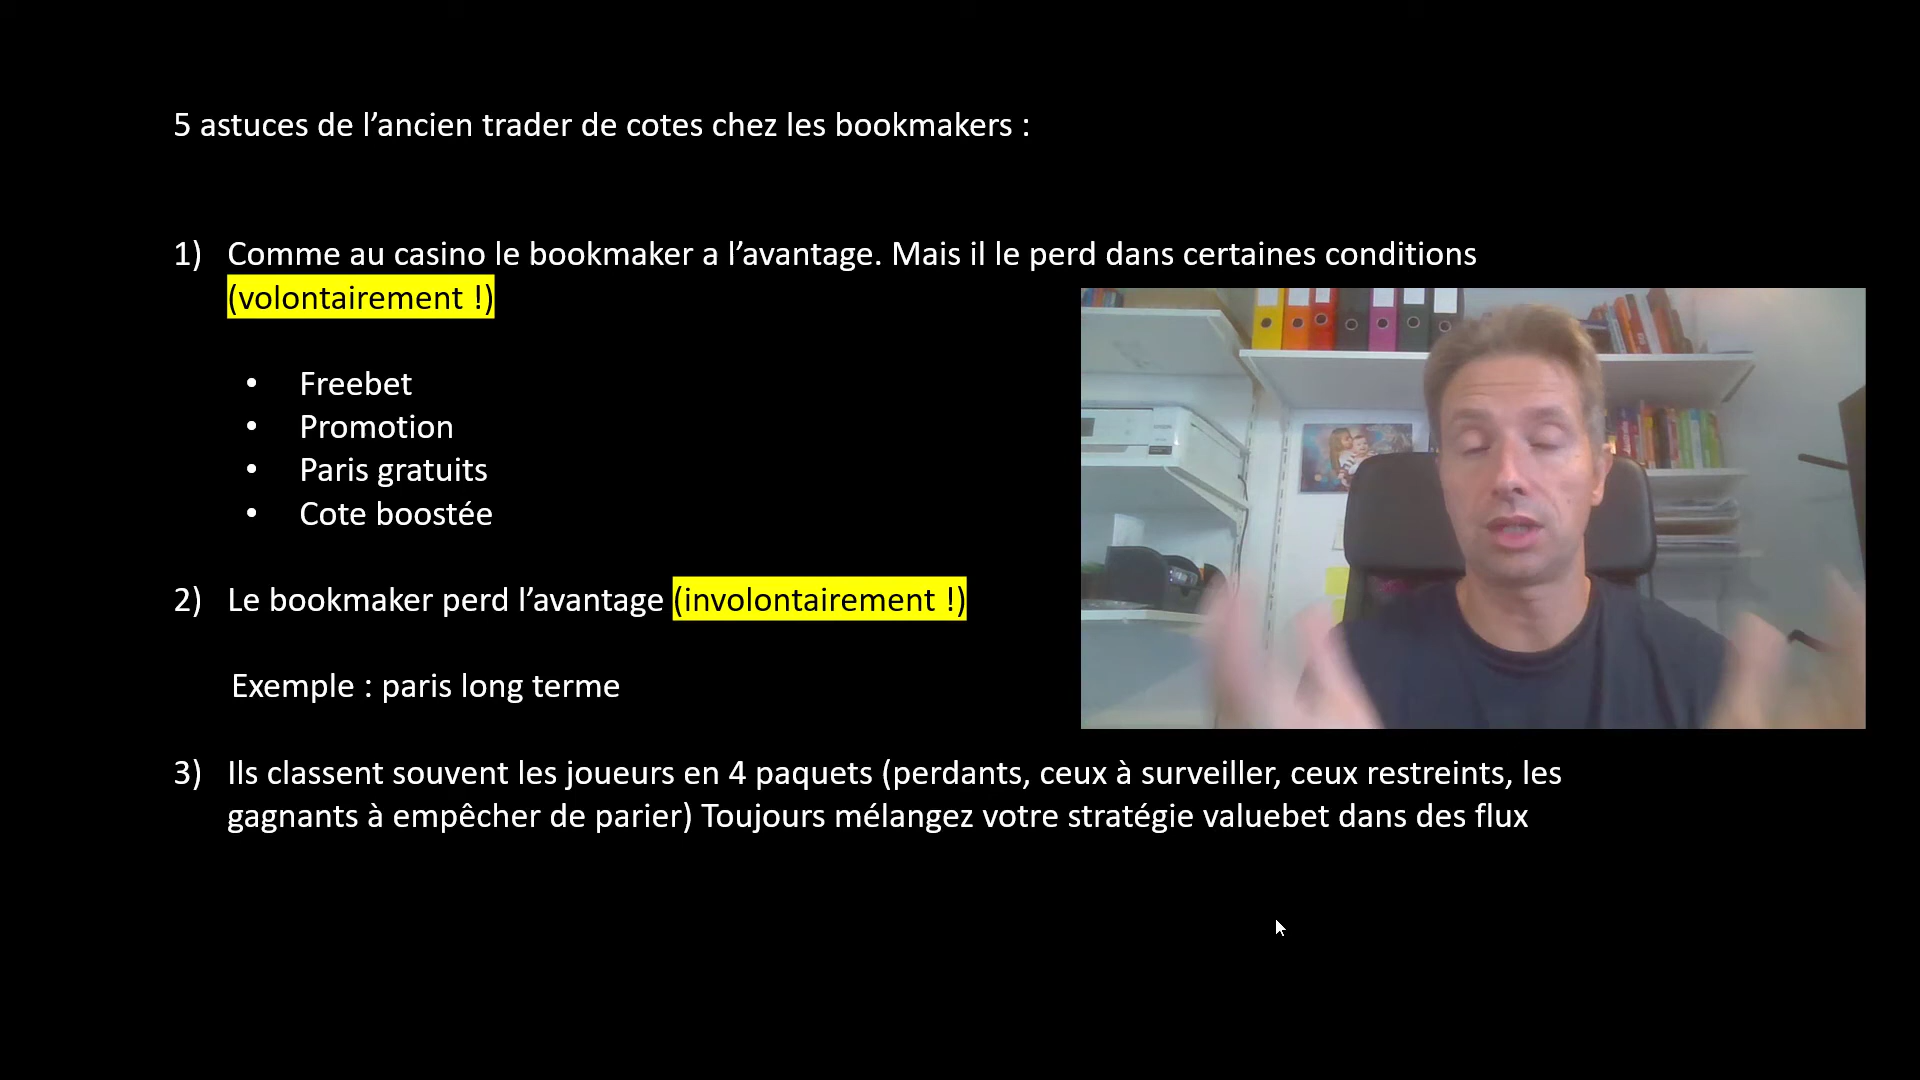 5 astuces de l’ancien trader de cotes chez les bookmakers :
1) Comme au casino le bookmaker a l’avantage. Mais il le perd dans certaines conditions
(volontairement !)
• Freebet
• Promotion
• Paris gratuits
• Cote boostée
2) Le bookmaker perd l’avantage (involontairement !)
Exemple : paris long terme
3) Ils classent souvent les joueurs en 4 paquets (perdants, ceux à surveiller, ceux restreints, les
gagnants à empêcher de parier) Toujours mélangez votre stratégie valuebet dans des flux